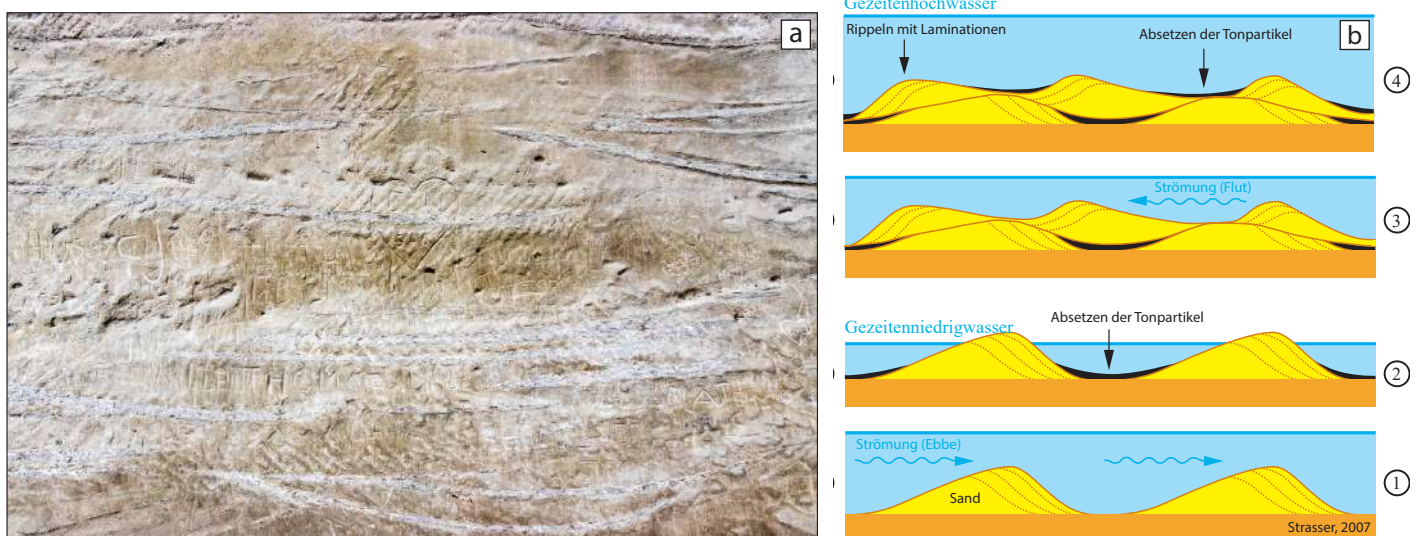 a
Gezeitenhochwasser
b
Rippeln mit Laminationen
Absetzen der Tonpartikel
4
Strömung (Flut)
3
Absetzen der Tonpartikel
Gezeitenniedrigwasser
2
Strömung (Ebbe)
Sand
1
Strasser, 2007